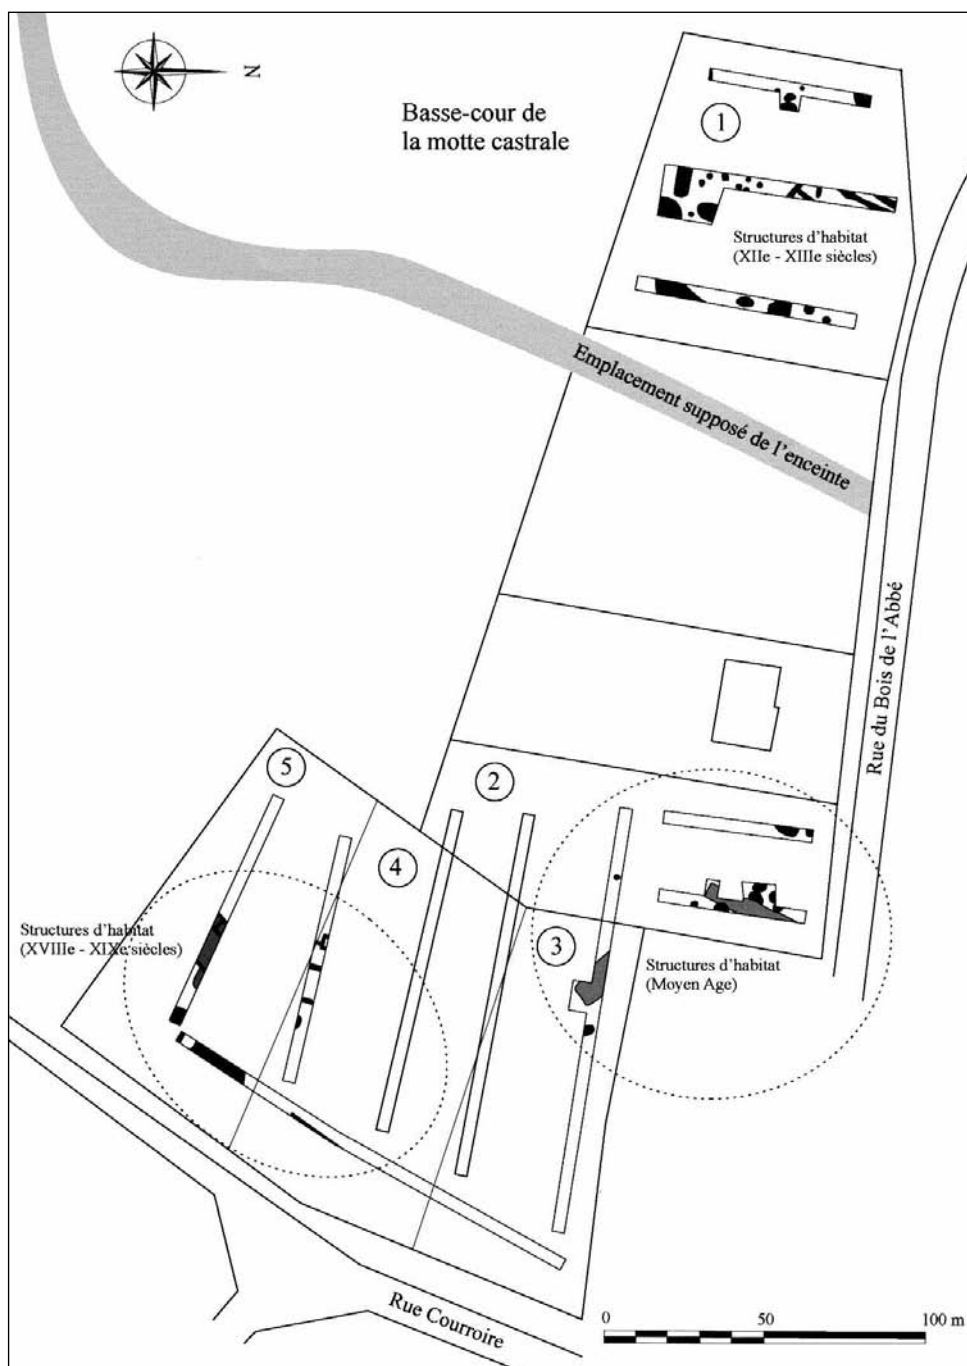 N
Basse-cour de
la motte castrale
1
Structures d'habitat
(XIIe - XIIIe siècles)
Emplacement supposé de l'enceinte
Rue du Bois de l'Abbé
5
2
4
Structures d'habitat
(XVIIIe - XIXe siècles)
3
Structures d'habitat
(Moyen Age)
Rue Courroire
0 50 100 m